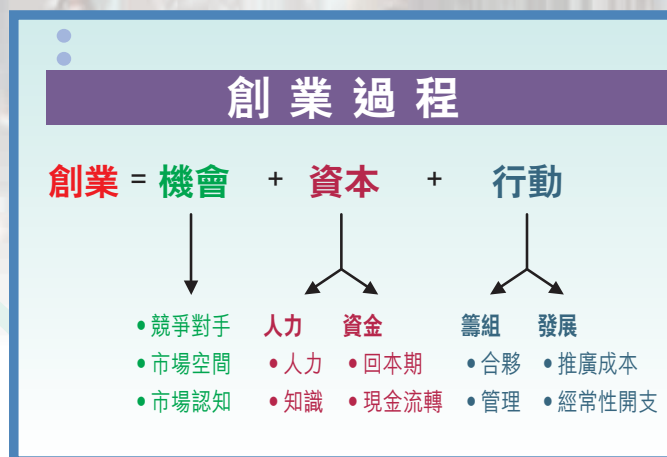 創業過程
創業 = 機會 + 資本 + 行動
•競爭對手 人力 資金 籌組 發展
•市場空間 •人力 •回本期 •合夥 •推廣成本
•市場認知 •知識 •現金流轉 •管理 •經常性開支